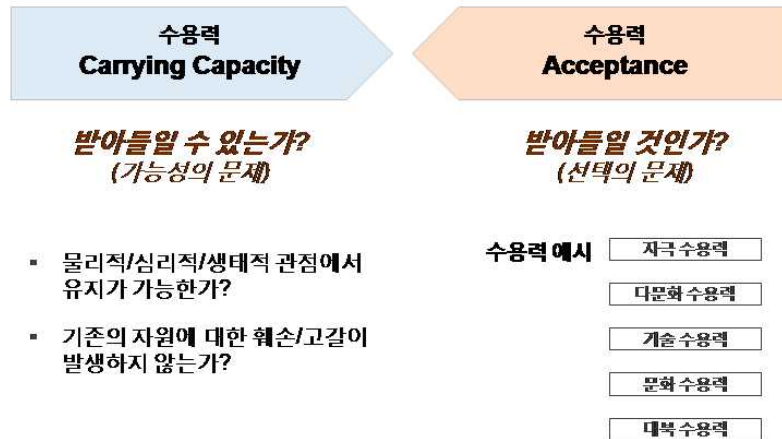 수용력
Carrying Capacity
수용력
Acceptance
받아들일 수 있는가?
(가능성의 문제)
받아들일 것인가?
(선택의 문제)
▪ 물리적/심리적/생태적 관점에서
유지가 가능한가?
▪ 기존의 자원에 대한 훼손/고갈이
발생하지 않는가?
수용력 예시
자극 수용력
다문화 수용력
기술 수용력
문화 수용력
대북 수용력